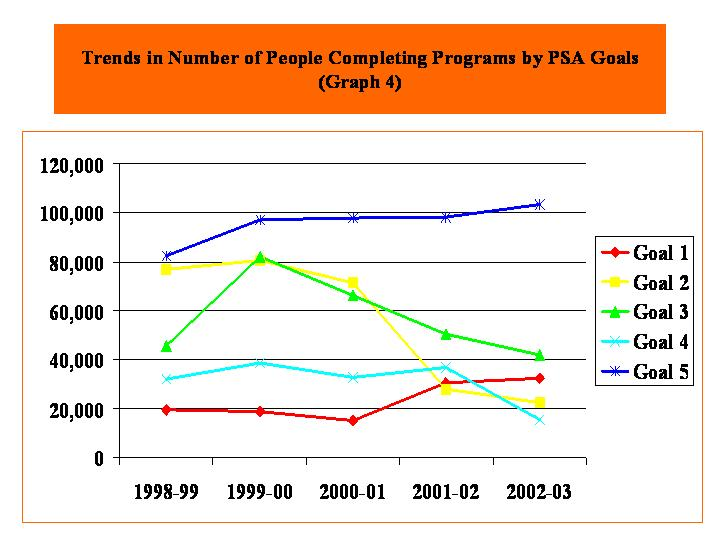 Trends in Number of People Completing Programs by PSA Goals
(Graph 4)
120,000
100,000
80,000
60,000
40,000
20,000
0
1998-99 1999-00 2000-01 2001-02 2002-03
Goal 1
Goal 2
Goal 3
Goal 4
Goal 5